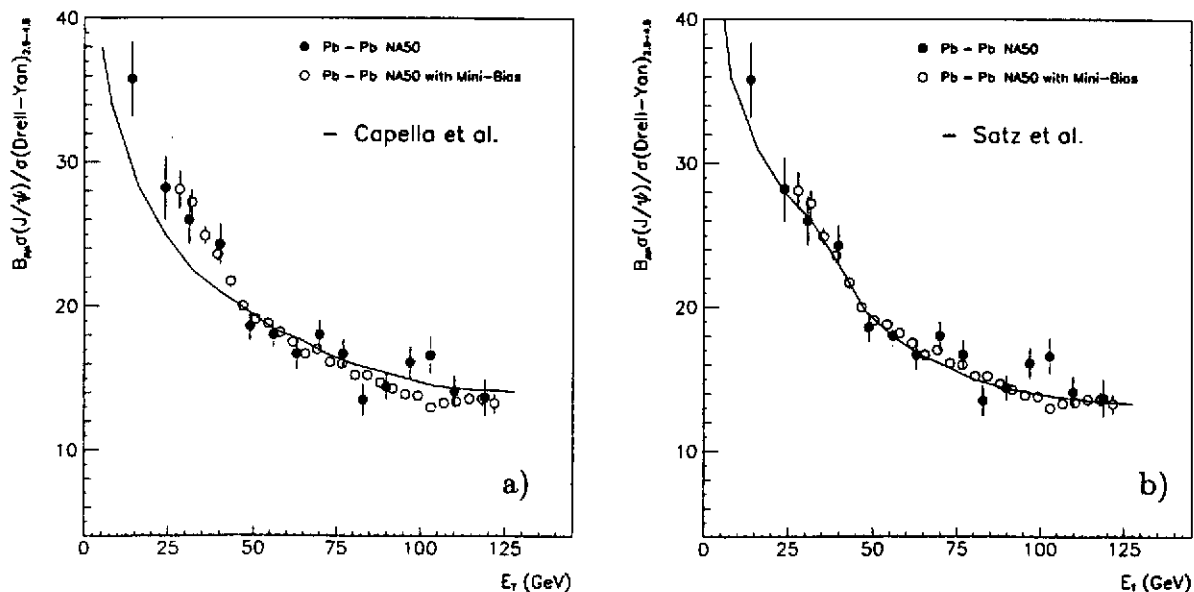 B_μμ σ(J/ψ)/σ(Drell-Yan)_2.9-4.5
40
30
20
10
● Pb - Pb NA50
○ Pb - Pb NA50 with Mini-Bias
— Capella et al.
a)
0 25 50 75 100 125
E_T (GeV)
B_μμ σ(J/ψ)/σ(Drell-Yan)_2.9-4.5
40
30
20
10
● Pb - Pb NA50
○ Pb - Pb NA50 with Mini-Bias
— Satz et al.
b)
0 25 50 75 100 125
E_T (GeV)